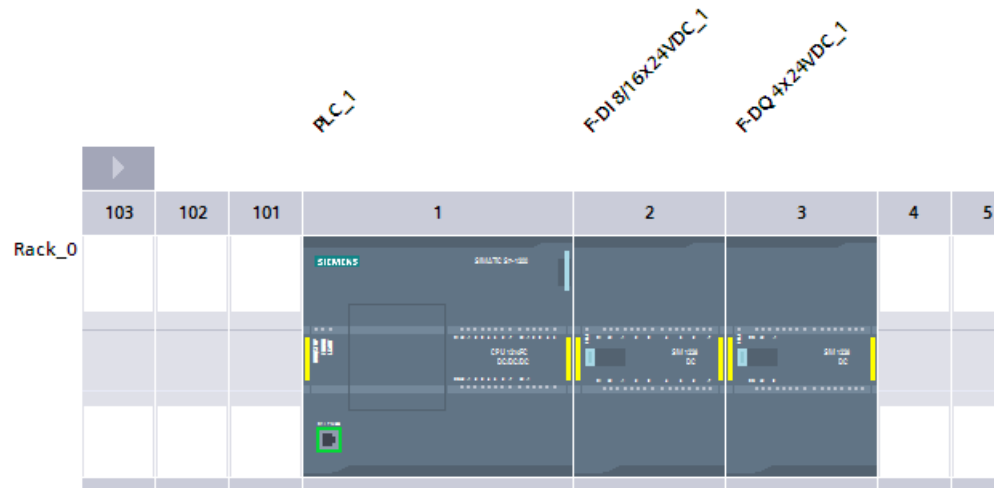 PLC_1
F-DI 8/16x24VDC_1
F-DQ 4x24VDC_1
103 102 101 1 2 3 4 5
Rack_0
SIEMENS
SIMATIC S7-1200
CPU 1214FC
DC/DC/DC
SM 1226
DC
SM 1226
DC